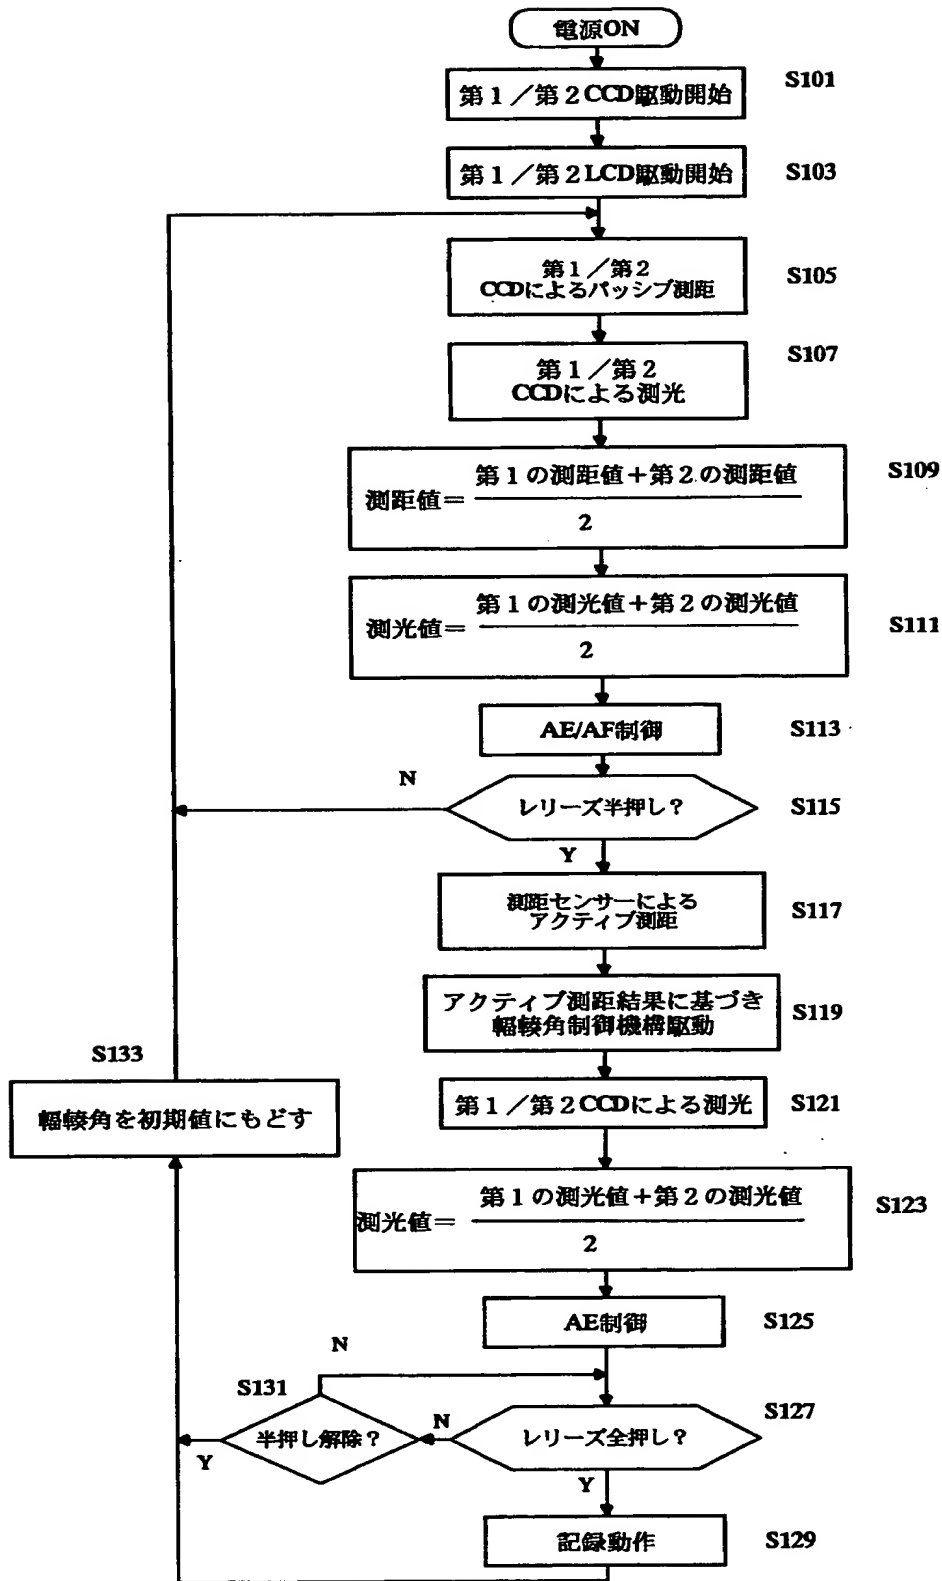 電源ON
第1／第2CCD駆動開始
S101
第1／第2LCD駆動開始
S103
第1／第2
CCDによるパッシブ測距
S105
第1／第2
CCDによる測光
S107
測距値＝
第1の測距値＋第2の測距値
2
S109
測光値＝
第1の測光値＋第2の測光値
2
S111
AE/AF制御
S113
レリーズ半押し？
S115
N
Y
測距センサーによる
アクティブ測距
S117
アクティブ測距結果に基づき
輻輳角制御機構駆動
S119
S133
輻輳角を初期値にもどす
第1／第2CCDによる測光
S121
測光値＝
第1の測光値＋第2の測光値
2
S123
AE制御
S125
N
S131
半押し解除？
Y
N
レリーズ全押し？
S127
Y
記録動作
S129